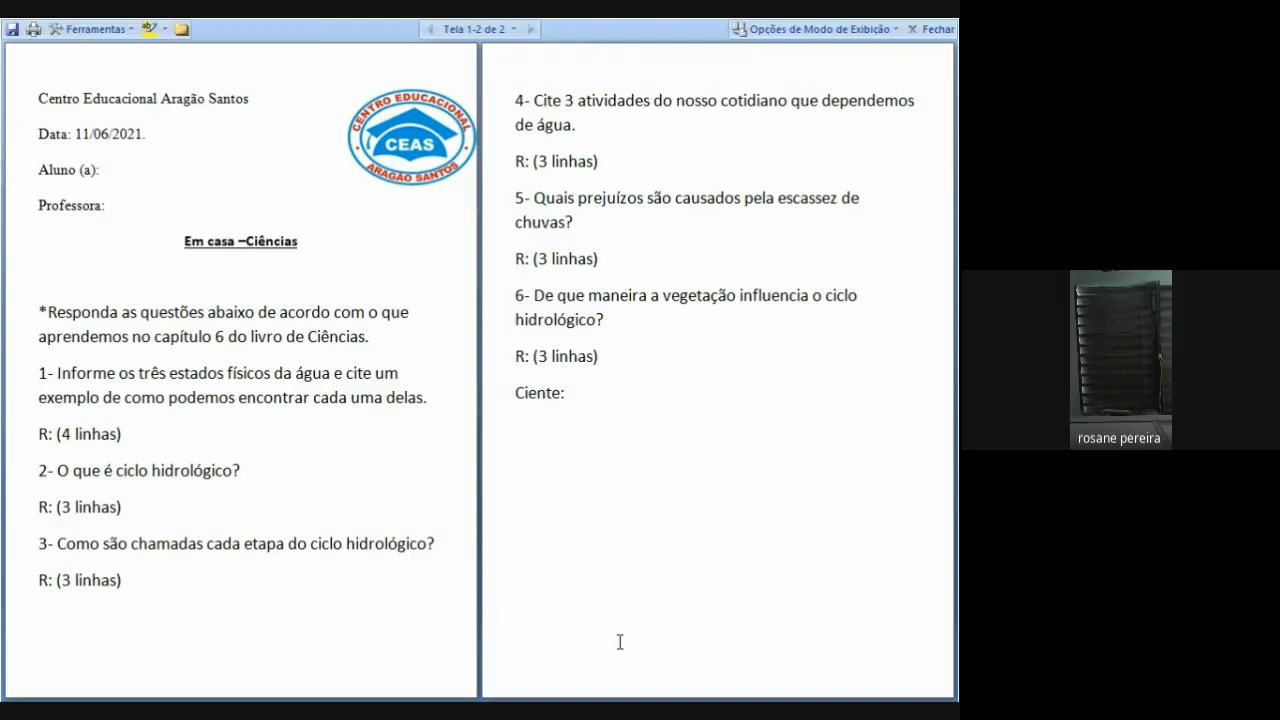 Ferramentas
Tela 1-2 de 2
Opções de Modo de Exibição
Fechar
Centro Educacional Aragão Santos
Data: 11/06/2021.
Aluno (a):
Professora:
CENTRO EDUCACIONAL
CEAS
ARAGÃO SANTOS
Em casa –Ciências
*Responda as questões abaixo de acordo com o que
aprendemos no capítulo 6 do livro de Ciências.
1- Informe os três estados físicos da água e cite um
exemplo de como podemos encontrar cada uma delas.
R: (4 linhas)
2- O que é ciclo hidrológico?
R: (3 linhas)
3- Como são chamadas cada etapa do ciclo hidrológico?
R: (3 linhas)
4- Cite 3 atividades do nosso cotidiano que dependemos
de água.
R: (3 linhas)
5- Quais prejuízos são causados pela escassez de
chuvas?
R: (3 linhas)
6- De que maneira a vegetação influencia o ciclo
hidrológico?
R: (3 linhas)
Ciente:
rosane pereira